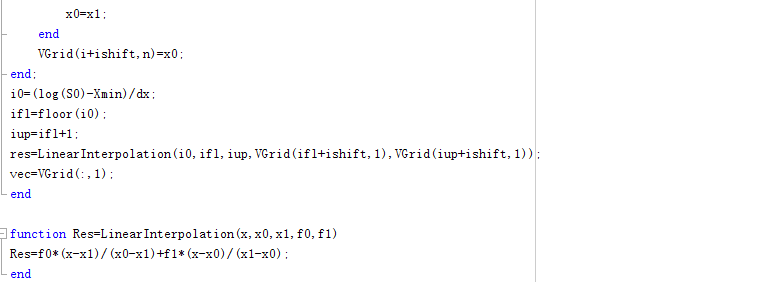 x0=x1;
end
VGrid(i+ishift,n)=x0;
end;
i0=(log(S0)-Xmin)/dx;
ifl=floor(i0);
iup=ifl+1;
res=LinearInterpolation(i0,ifl,iup,VGrid(ifl+ishift,1),VGrid(iup+ishift,1));
vec=VGrid(:,1);
end
function Res=LinearInterpolation(x,x0,x1,f0,f1)
Res=f0*(x-x1)/(x0-x1)+f1*(x-x0)/(x1-x0);
end